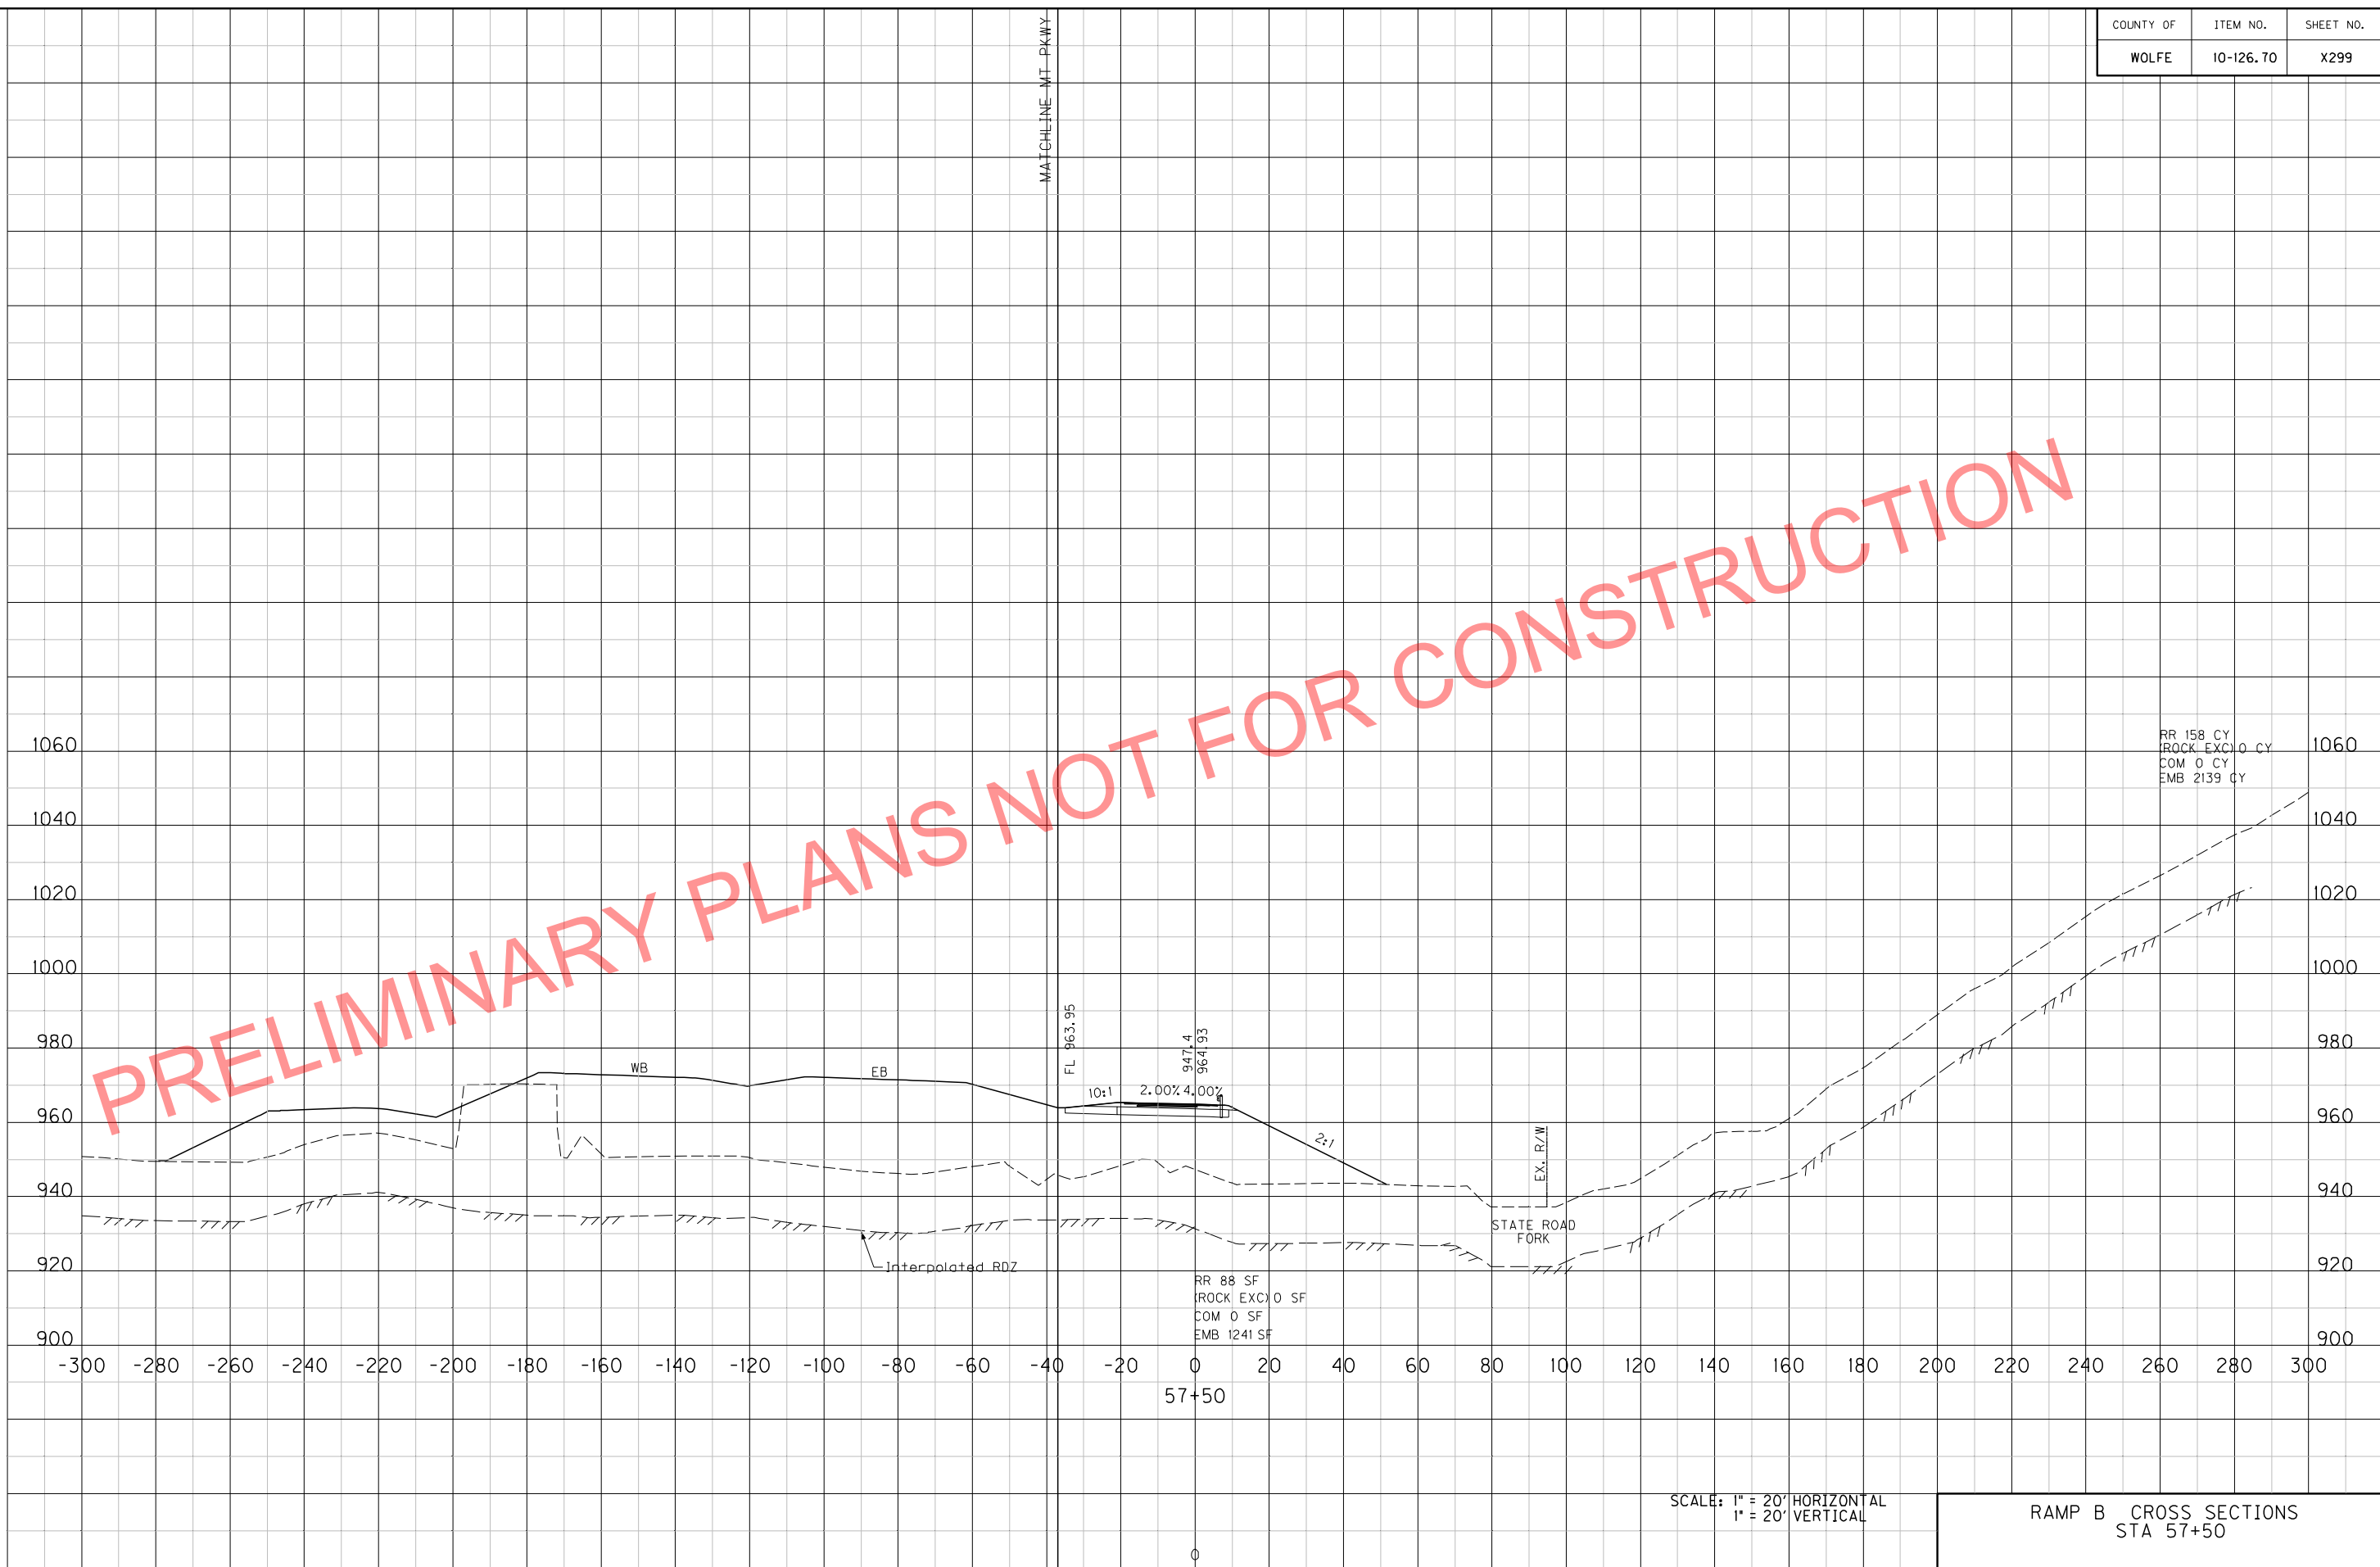 COUNTY OF ITEM NO. SHEET NO.
WOLFE 10-126.70 X299
MATCHLINE MT PKWY
PRELIMINARY PLANS NOT FOR CONSTRUCTION
RR 158 CY
(ROCK EXC) 0 CY
COM 0 CY
EMB 2139 CY
1060 1060
1040 1040
1020 1020
1000 1000
980 980
960 960
940 940
920 920
900 900
WB
EB
FL 963.95
947.4
964.93
10:1 2.00% 4.00%
2:1
EX. R/W
STATE ROAD
FORK
Interpolated RDZ
RR 88 SF
(ROCK EXC) 0 SF
COM 0 SF
EMB 1241 SF
-300 -280 -260 -240 -220 -200 -180 -160 -140 -120 -100 -80 -60 -40 -20 0 20 40 60 80 100 120 140 160 180 200 220 240 260 280 300
57+50
SCALE: 1" = 20' HORIZONTAL
1" = 20' VERTICAL
RAMP B CROSS SECTIONS
STA 57+50
0